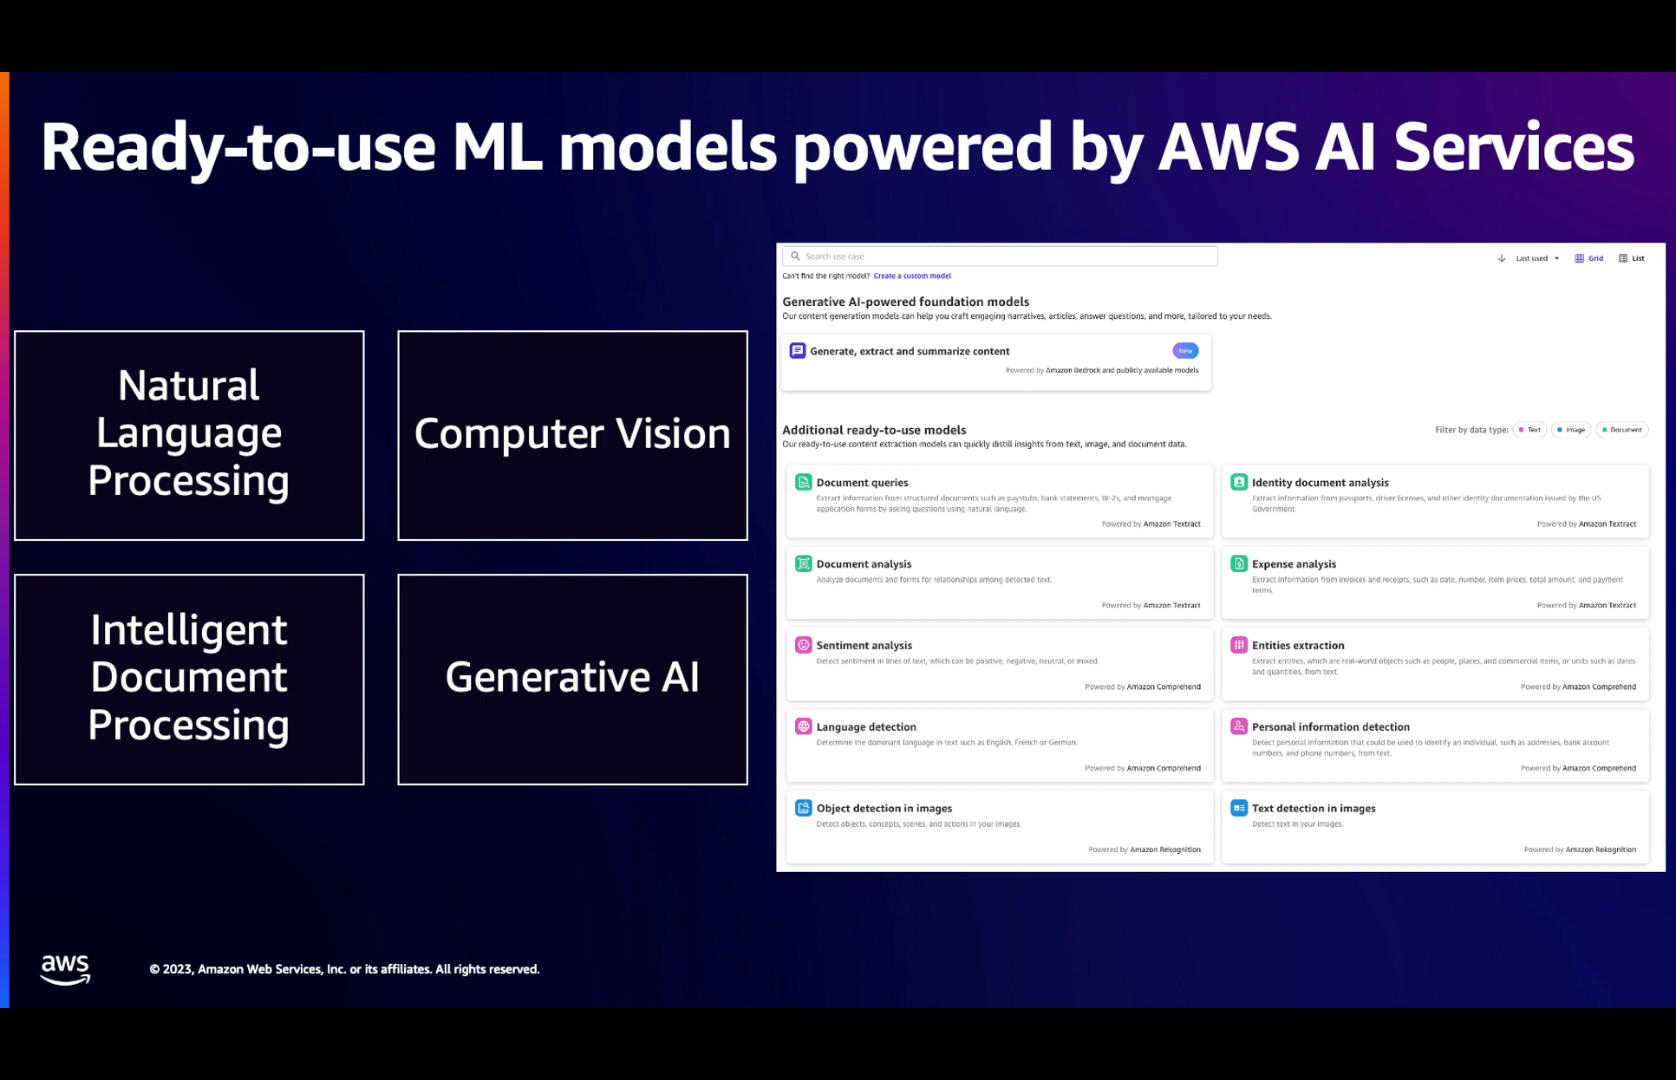 Ready-to-use ML models powered by AWS AI Services
Natural
Language
Processing
Computer Vision
Intelligent
Document
Processing
Generative AI
Search use case
Last used
Grid
List
Can't find the right model? Create a custom model
Generative AI-powered foundation models
Our content generation models can help you craft engaging narratives, articles, answer questions, and more, tailored to your needs.
Generate, extract and summarize content
New
Powered by Amazon Bedrock and publicly available models
Additional ready-to-use models
Our ready-to-use content extraction models can quickly distill insights from text, image, and document data.
Filter by data type: Text Image Document
Document queries
Extract information from structured documents such as paystubs, bank statements, W-2s, and mortgage
application forms by asking questions using natural language.
Powered by Amazon Textract
Identity document analysis
Extract information from passports, driver licenses, and other identity documentation issued by the US
Government.
Powered by Amazon Textract
Document analysis
Analyze documents and forms for relationships among detected text.
Powered by Amazon Textract
Expense analysis
Extract information from invoices and receipts, such as date, number, item prices, total amount, and payment
terms.
Powered by Amazon Textract
Sentiment analysis
Detect sentiment in lines of text, which can be positive, negative, neutral, or mixed.
Powered by Amazon Comprehend
Entities extraction
Extract entities, which are real-world objects such as people, places, and commercial items, or units such as dates
and quantities, from text.
Powered by Amazon Comprehend
Language detection
Determine the dominant language in text such as English, French or German.
Powered by Amazon Comprehend
Personal information detection
Detect personal information that could be used to identify an individual, such as addresses, bank account
numbers, and phone numbers, from text.
Powered by Amazon Comprehend
Object detection in images
Detect objects, concepts, scenes, and actions in your images.
Powered by Amazon Rekognition
Text detection in images
Detect text in your images.
Powered by Amazon Rekognition
aws
© 2023, Amazon Web Services, Inc. or its affiliates. All rights reserved.